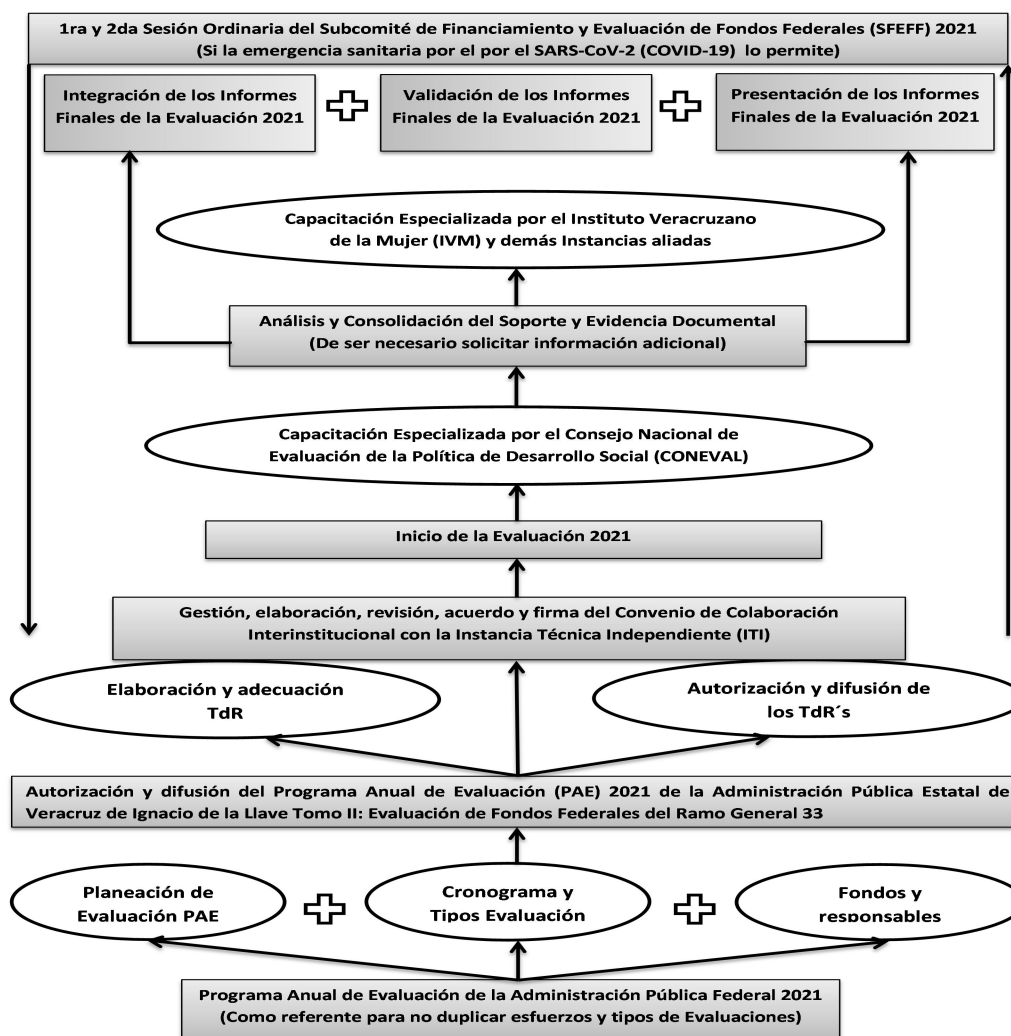 1ra y 2da Sesión Ordinaria del Subcomité de Financiamiento y Evaluación de Fondos Federales (SFEFF) 2021
(Si la emergencia sanitaria por el por el SARS-CoV-2 (COVID-19) lo permite)
Integración de los Informes
Finales de la Evaluación 2021
Validación de los Informes
Finales de la Evaluación 2021
Presentación de los Informes
Finales de la Evaluación 2021
Capacitación Especializada por el Instituto Veracruzano
de la Mujer (IVM) y demás Instancias aliadas
Análisis y Consolidación del Soporte y Evidencia Documental
(De ser necesario solicitar información adicional)
Capacitación Especializada por el Consejo Nacional de
Evaluación de la Política de Desarrollo Social (CONEVAL)
Inicio de la Evaluación 2021
Gestión, elaboración, revisión, acuerdo y firma del Convenio de Colaboración
Interinstitucional con la Instancia Técnica Independiente (ITI)
Elaboración y adecuación
TdR
Autorización y difusión de
los TdR´s
Autorización y difusión del Programa Anual de Evaluación (PAE) 2021 de la Administración Pública Estatal de
Veracruz de Ignacio de la Llave Tomo II: Evaluación de Fondos Federales del Ramo General 33
Planeación de
Evaluación PAE
Cronograma y
Tipos Evaluación
Fondos y
responsables
Programa Anual de Evaluación de la Administración Pública Federal 2021
(Como referente para no duplicar esfuerzos y tipos de Evaluaciones)